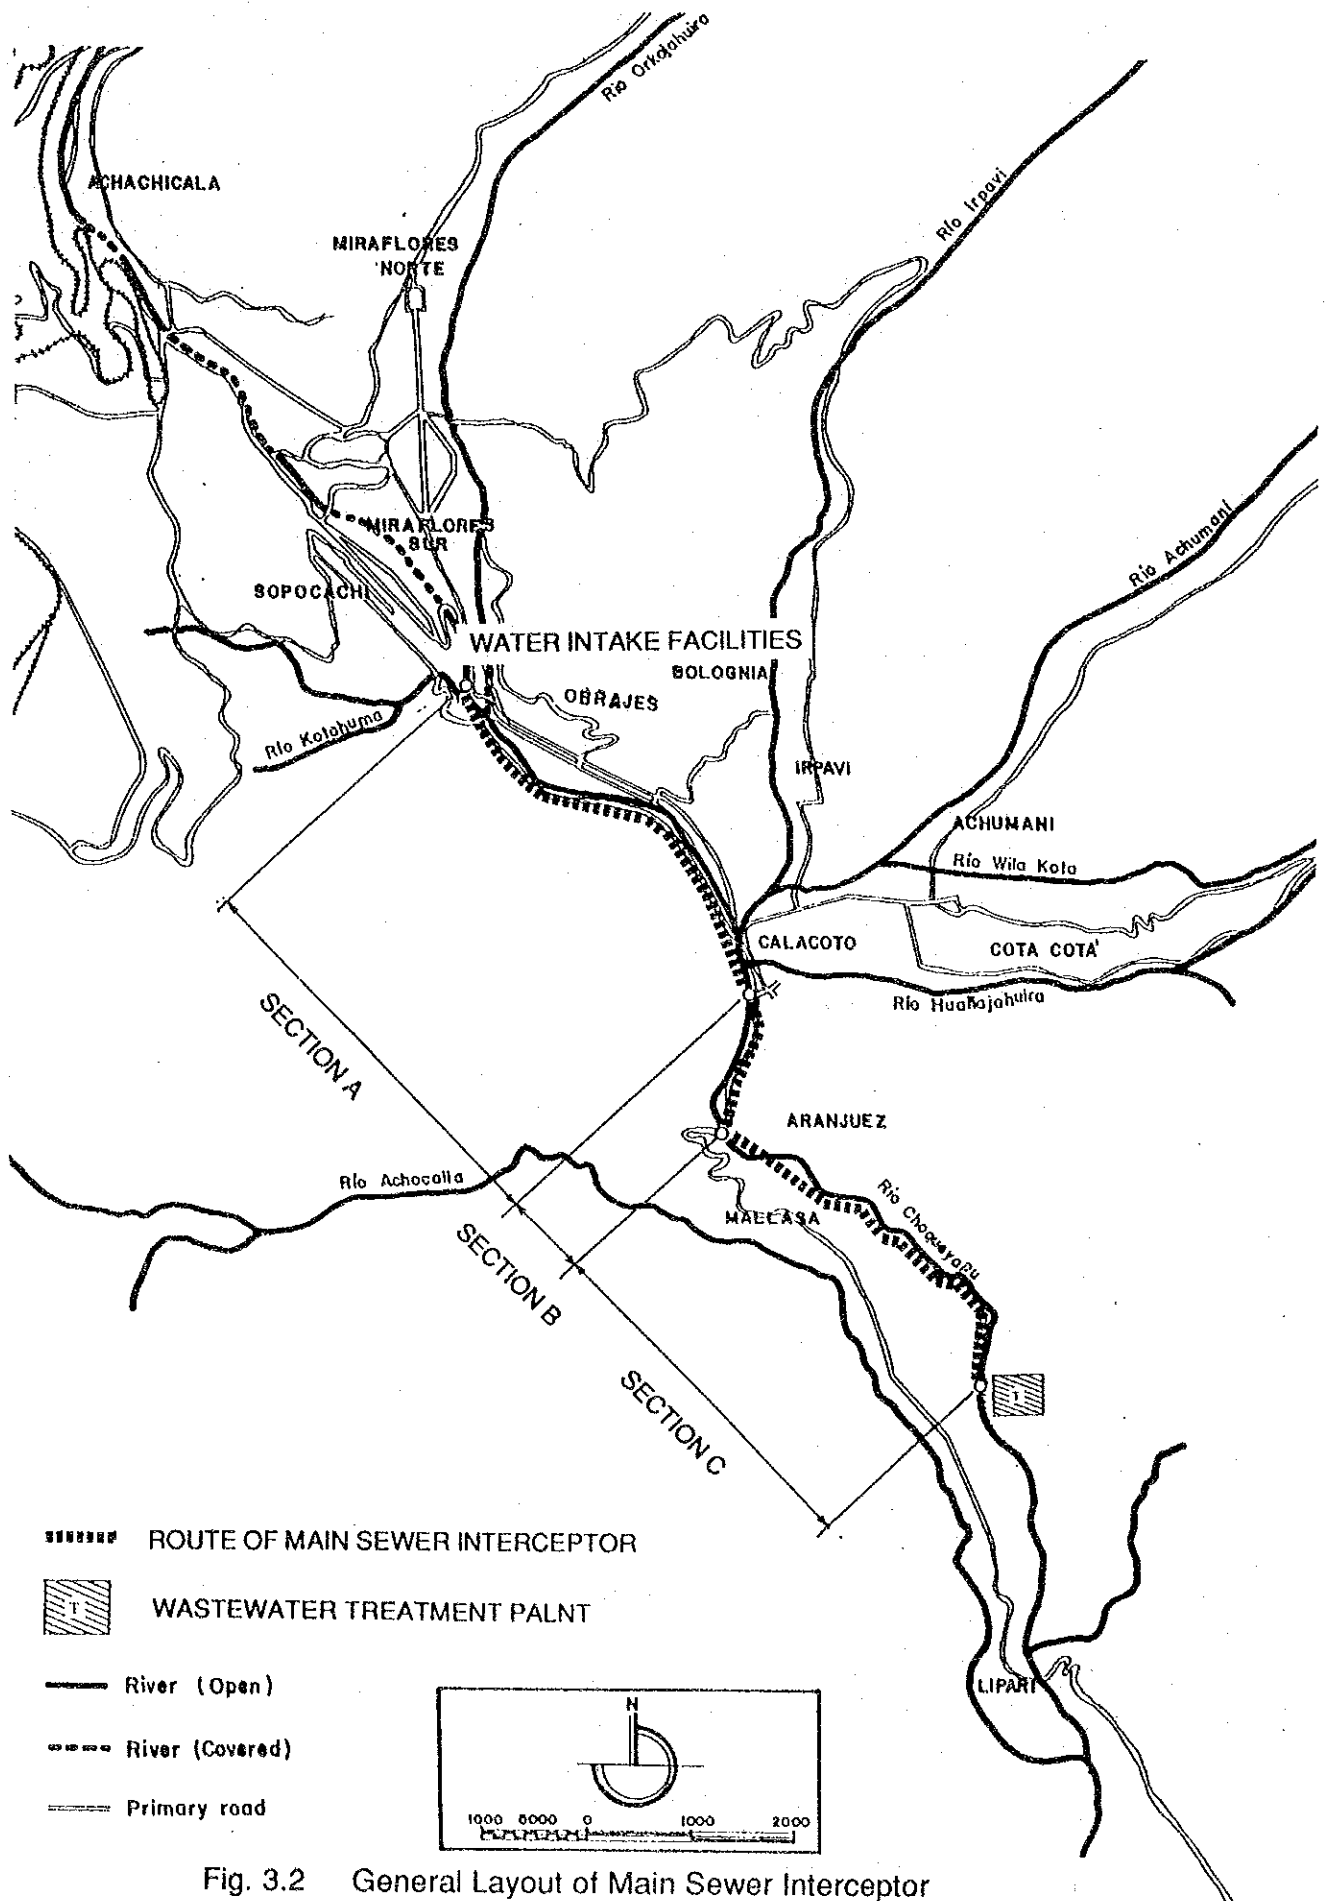 Río Orkojahuira
ACHACHICALA
Río Irpavi
MIRAFLORES
NORTE
MIRAFLORES
SUR
Río Achumani
SOPOCACHI
WATER INTAKE FACILITIES
BOLOGNIA
OBRAJES
Río Kotahuma
IRPAVI
ACHUMANI
Río Wila Kota
CALACOTO
COTA COTA
Río Huañajahuira
SECTION A
ARANJUEZ
Río Achocalla
Río Choqueyapu
MALLASA
SECTION B
SECTION C
T
ROUTE OF MAIN SEWER INTERCEPTOR
T
WASTEWATER TREATMENT PALNT
LIPARI
River (Open)
N
River (Covered)
Primary road
1000 5000 0 1000 2000
Fig. 3.2 General Layout of Main Sewer Interceptor